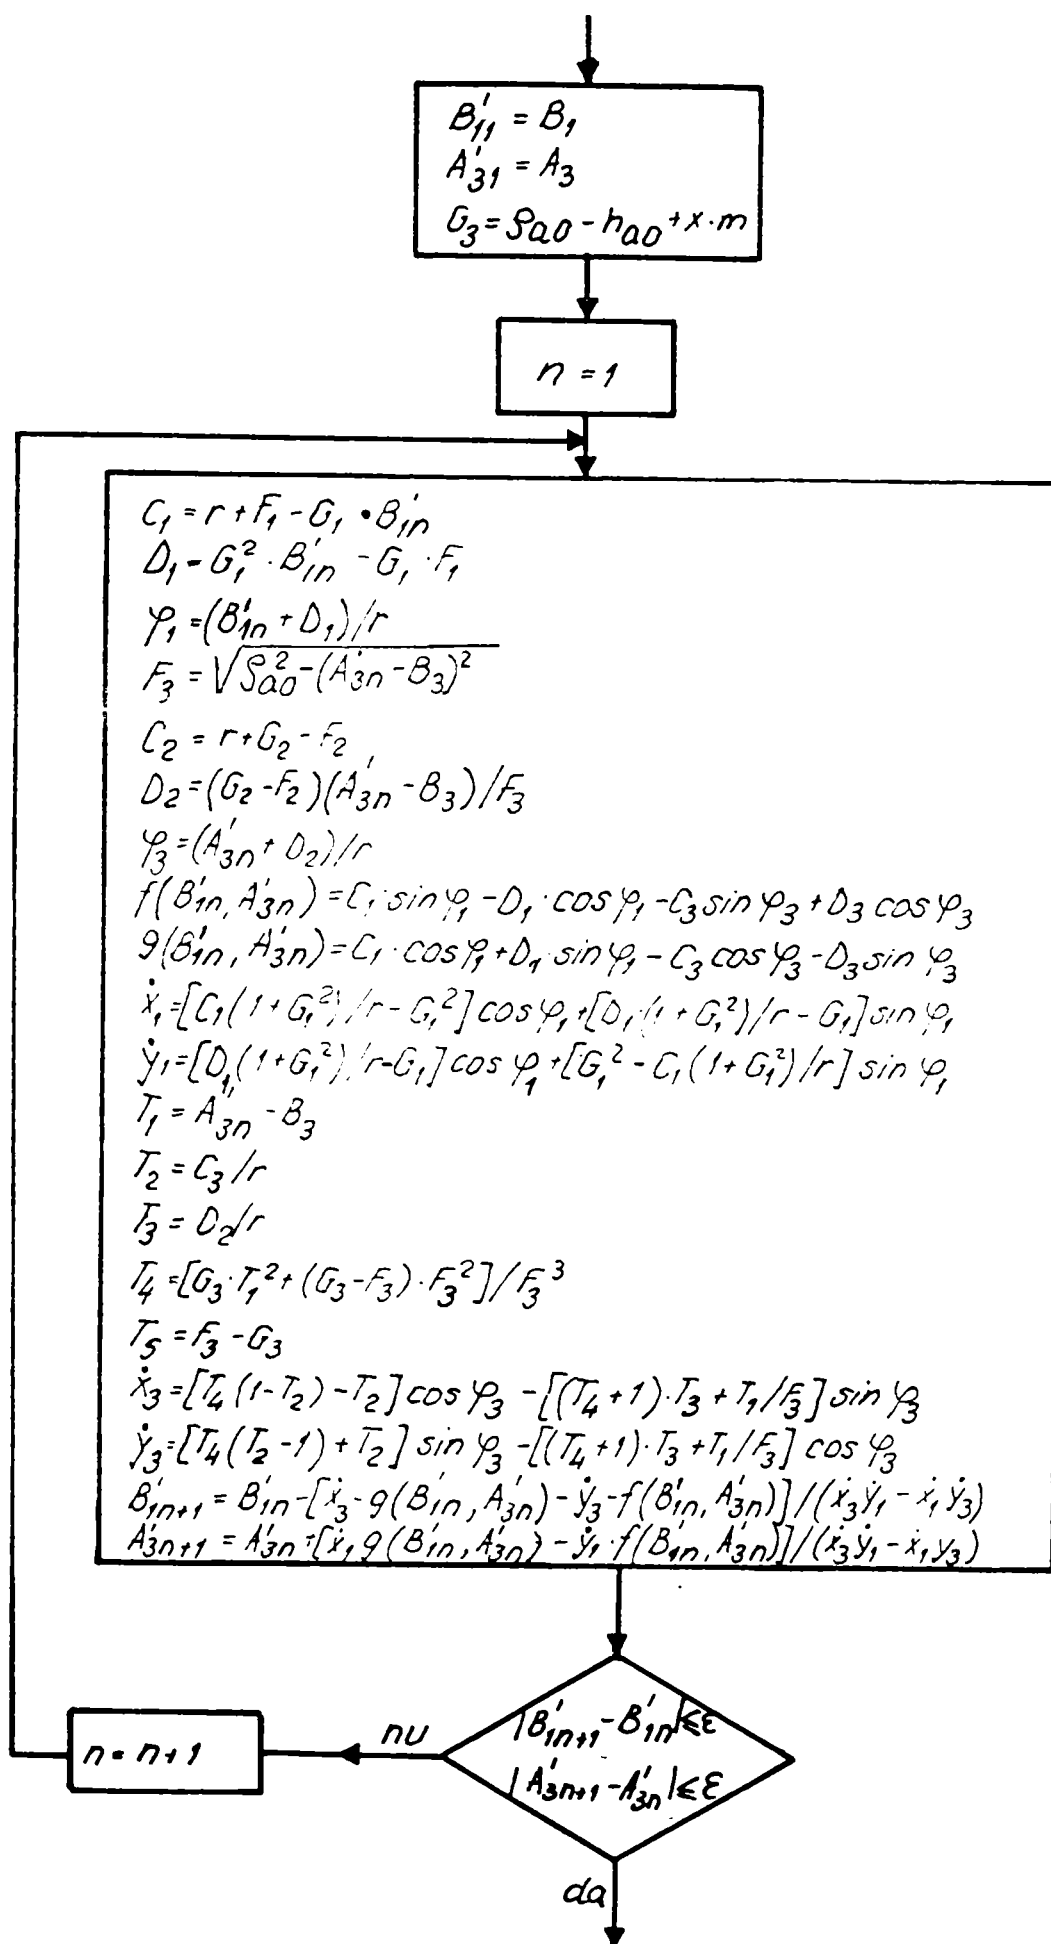 B'₁₁ = B₁
A'₃₁ = A₃
G₃ = ρₐ₀ - hₐ₀ + x·m
n = 1
C₁ = r + F₁ - G₁ • B'₁ₙ
D₁ = G₁² · B'₁ₙ - G₁ · F₁
φ₁ = (B'₁ₙ + D₁)/r
F₃ = √ρₐ₀² - (A'₃ₙ - B₃)²
C₂ = r + G₂ - F₂
D₂ = (G₂ - F₂)(A'₃ₙ - B₃)/F₃
φ₃ = (A'₃ₙ + D₂)/r
f(B'₁ₙ, A'₃ₙ) = C₁·sin φ₁ - D₁·cos φ₁ - C₃ sin φ₃ + D₃ cos φ₃
g(B'₁ₙ, A'₃ₙ) = C₁·cos φ₁ + D₁·sin φ₁ - C₃ cos φ₃ - D₃ sin φ₃
ẋ₁ = [C₁(1+G₁²)/r - G₁²] cos φ₁ + [D₁·(1+G₁²)/r - G₁] sin φ₁
ẏ₁ = [D₁(1+G₁²)/r - G₁] cos φ₁ + [G₁² - C₁(1+G₁²)/r] sin φ₁
T₁ = A'₃ₙ - B₃
T₂ = C₃/r
T₃ = D₂/r
T₄ = [G₃·T₁² + (G₃-F₃)·F₃²]/F₃³
T₅ = F₃ - G₃
ẋ₃ = [T₄(1-T₂) - T₂] cos φ₃ - [(T₄+1)·T₃ + T₁/F₃] sin φ₃
ẏ₃ = [T₄(T₂-1) + T₂] sin φ₃ - [(T₄+1)·T₃ + T₁/F₃] cos φ₃
B'₁ₙ₊₁ = B'₁ₙ - [ẋ₃ - g(B'₁ₙ, A'₃ₙ) - ẏ₃ - f(B'₁ₙ, A'₃ₙ)]/(ẋ₃ẏ₁ - ẋ₁ẏ₃)
A'₃ₙ₊₁ = A'₃ₙ + [ẋ₁ g(B'₁ₙ, A'₃ₙ) - ẏ₁·f(B'₁ₙ, A'₃ₙ)]/(ẋ₃ẏ₁ - ẋ₁ẏ₃)
|B'₁ₙ₊₁ - B'₁ₙ| ≤ ε
|A'₃ₙ₊₁ - A'₃ₙ| ≤ ε
nu
n = n+1
da